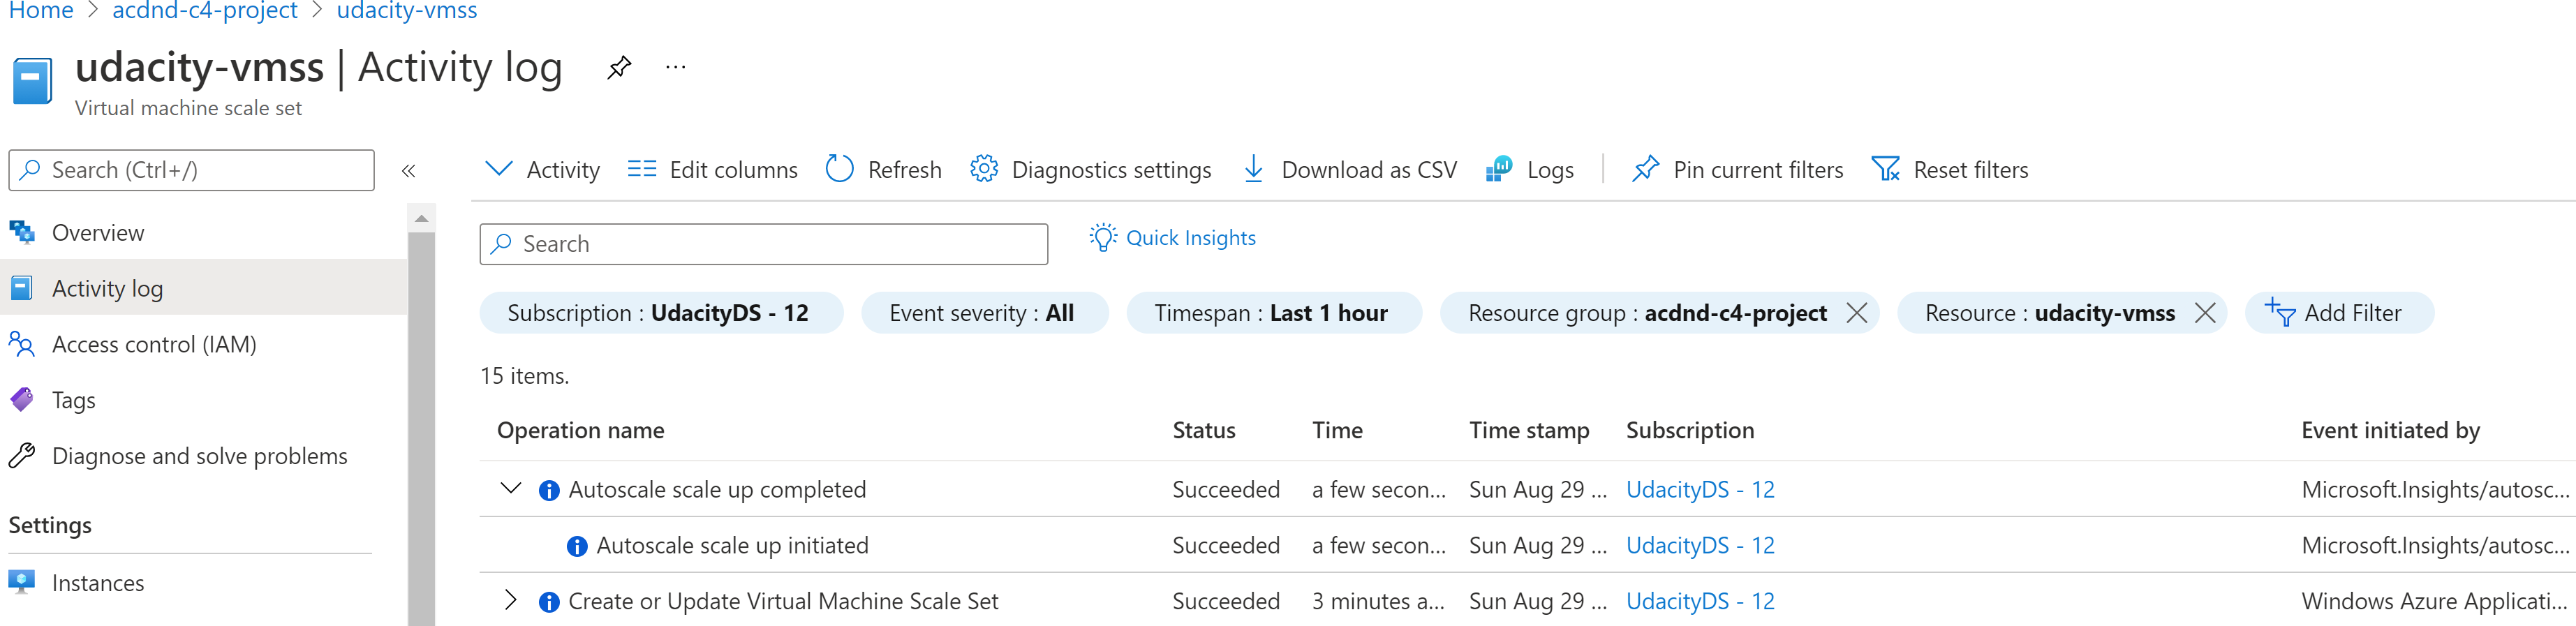 Home > acdnd-c4-project > udacity-vmss
udacity-vmss | Activity log
Virtual machine scale set
Search (Ctrl+/)
Overview
Activity log
Access control (IAM)
Tags
Diagnose and solve problems
Settings
Instances
Activity Edit columns Refresh Diagnostics settings Download as CSV Logs Pin current filters Reset filters
Search Quick Insights
Subscription : UdacityDS - 12 Event severity : All Timespan : Last 1 hour Resource group : acdnd-c4-project Resource : udacity-vmss Add Filter
15 items.
Operation name Status Time Time stamp Subscription Event initiated by
Autoscale scale up completed Succeeded a few secon... Sun Aug 29 ... UdacityDS - 12 Microsoft.Insights/autosc...
Autoscale scale up initiated Succeeded a few secon... Sun Aug 29 ... UdacityDS - 12 Microsoft.Insights/autosc...
Create or Update Virtual Machine Scale Set Succeeded 3 minutes a... Sun Aug 29 ... UdacityDS - 12 Windows Azure Applicati...